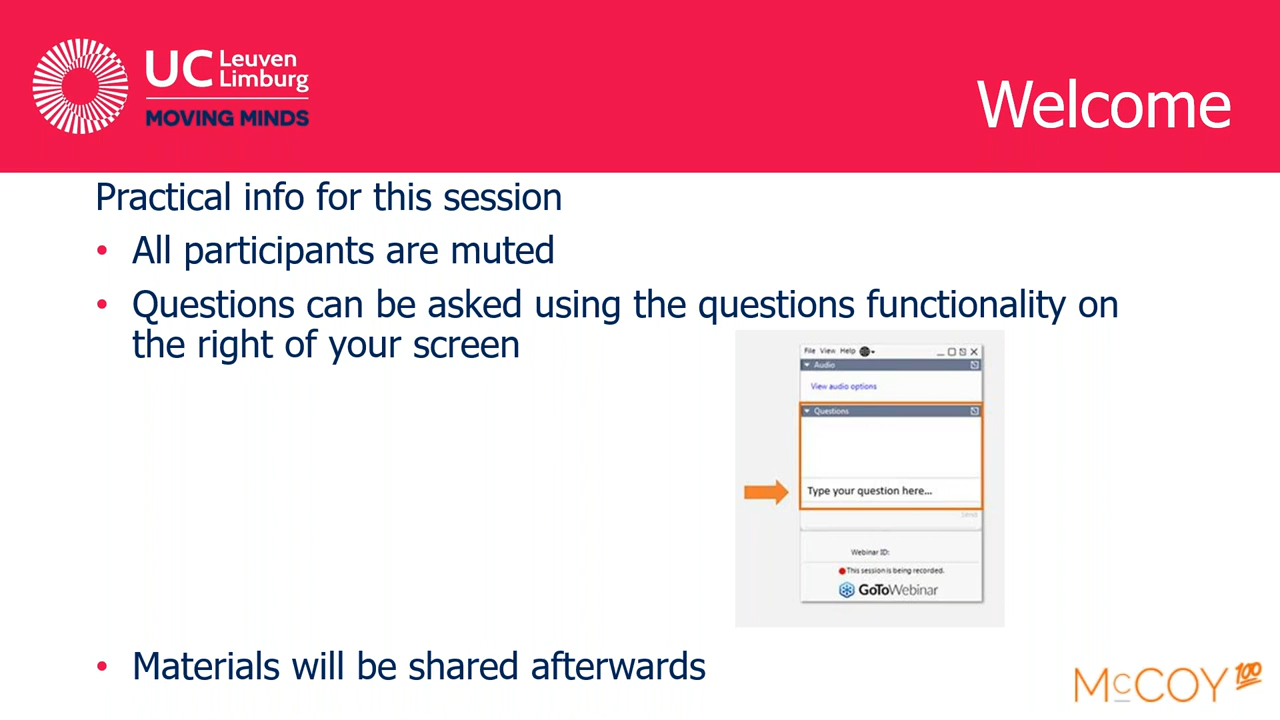 UC Leuven
Limburg
MOVING MINDS
Welcome
Practical info for this session
• All participants are muted
• Questions can be asked using the questions functionality on
the right of your screen
File View Help
Audio
View audio options
Questions
Type your question here...
Send
Webinar ID:
This session is being recorded.
GoToWebinar
• Materials will be shared afterwards
McCOY 100